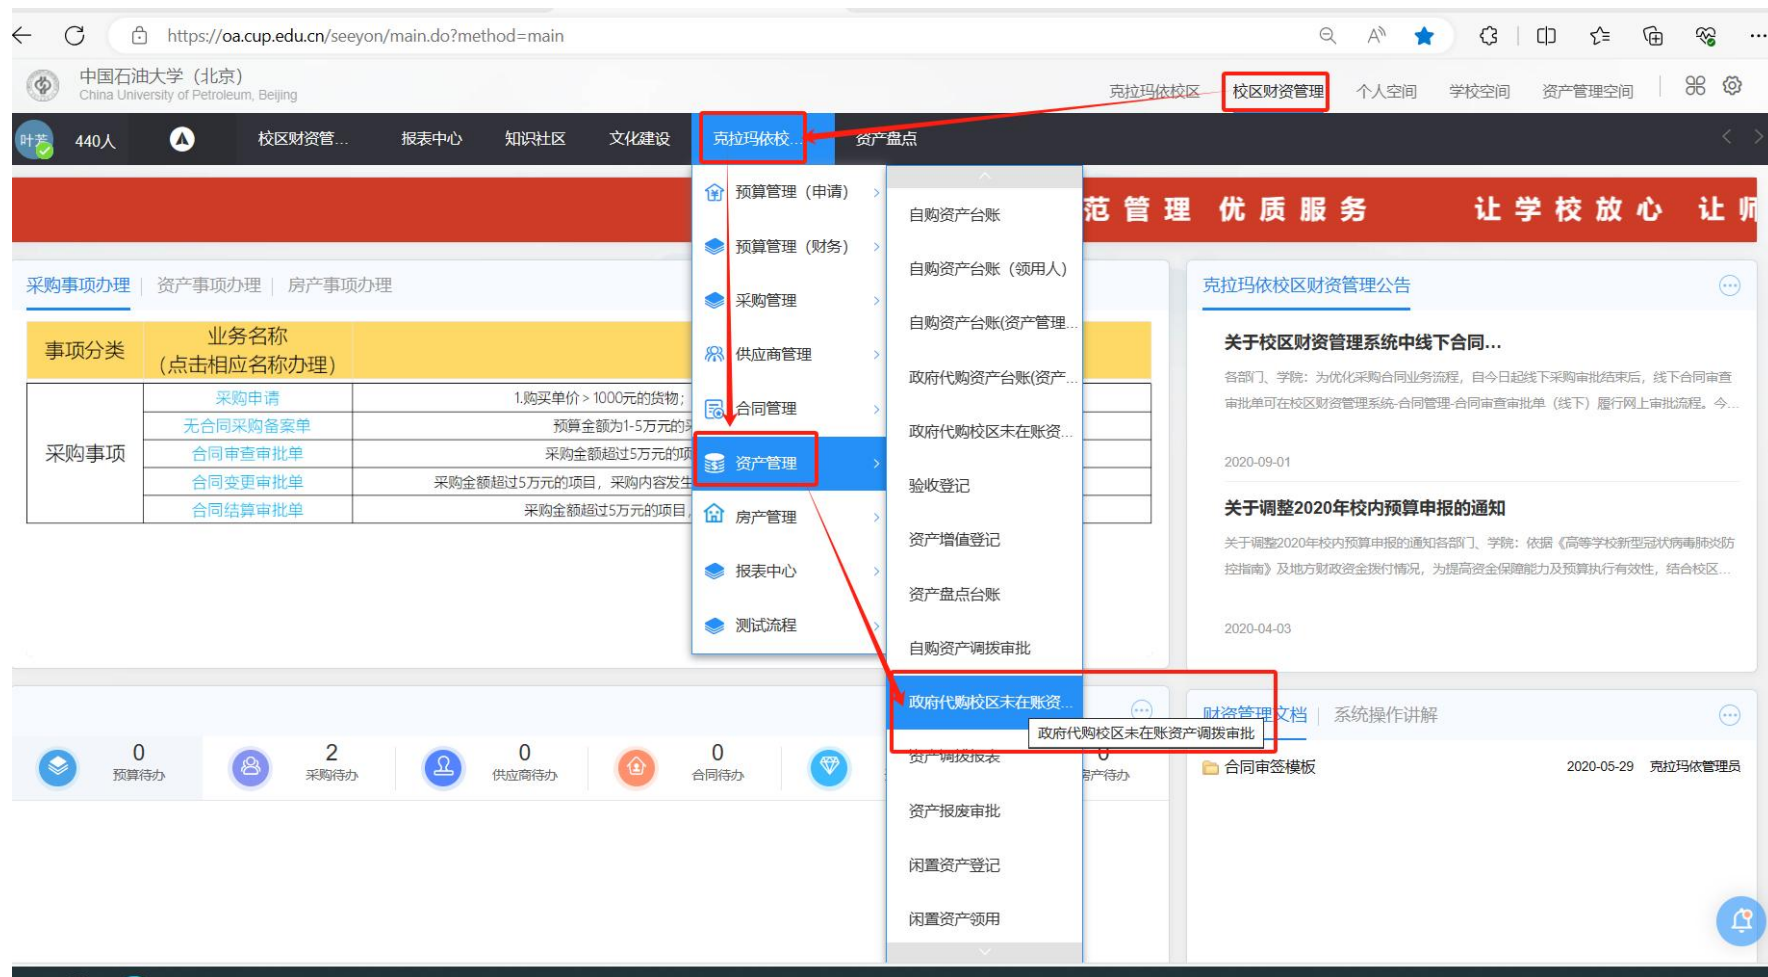 https://oa.cup.edu.cn/seeyon/main.do?method=main
中国石油大学（北京）
China University of Petroleum, Beijing
克拉玛依校区 校区财资管理 个人空间 学校空间 资产管理空间
叶芳 440人 校区财资管... 报表中心 知识社区 文化建设 克拉玛依校... 资产盘点
范管理 优质服务 让学校放心 让师
预算管理（申请）
预算管理（财务）
采购管理
供应商管理
合同管理
资产管理
房产管理
报表中心
测试流程
自购资产台账
自购资产台账（领用人）
自购资产台账(资产管理...
政府代购资产台账(资产...
政府代购校区未在账资...
验收登记
资产增值登记
资产盘点台账
自购资产调拨审批
政府代购校区未在账资...
政府代购校区未在账资产调拨审批
资产调拨报表
资产报废审批
闲置资产登记
闲置资产领用
采购事项办理 资产事项办理 房产事项办理
事项分类 业务名称
（点击相应名称办理）
采购事项
采购申请 1.购买单价＞1000元的货物；
无合同采购备案单 预算金额为1-5万元的
合同审查审批单 采购金额超过5万元的项
合同变更审批单 采购金额超过5万元的项目，采购内容发生
合同结算审批单 采购金额超过5万元的项目，
克拉玛依校区财资管理公告
关于校区财资管理系统中线下合同...
各部门、学院：为优化采购合同业务流程，自今日起线下采购审批结束后，线下合同审查
审批单可在校区财资管理系统-合同管理-合同审查审批单（线下）履行网上审批流程。今...
2020-09-01
关于调整2020年校内预算申报的通知
关于调整2020年校内预算申报的通知各部门、学院：依据《高等学校新型冠状病毒肺炎防
控指南》及地方财政资金拨付情况，为提高资金保障能力及预算执行有效性，结合校区...
2020-04-03
0 2 0 0 0
预算待办 采购待办 供应商待办 合同待办 房产待办
财资管理文档 系统操作讲解
合同审签模板 2020-05-29 克拉玛依管理员